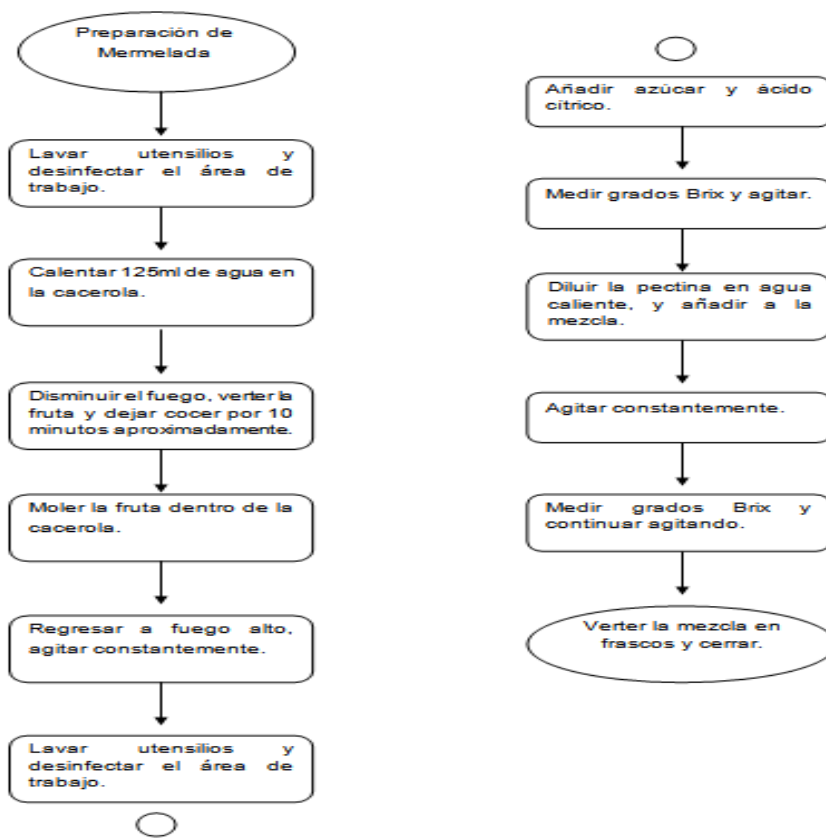 Preparación de
Mermelada
Lavar utensilios y
desinfectar el área de
trabajo.
Calentar 125ml de agua en
la cacerola.
Disminuir el fuego, verter la
fruta y dejar cocer por 10
minutos aproximadamente.
Moler la fruta dentro de la
cacerola.
Regresar a fuego alto,
agitar constantemente.
Lavar utensilios y
desinfectar el área de
trabajo.
Añadir azúcar y ácido
cítrico.
Medir grados Brix y agitar.
Diluir la pectina en agua
caliente, y añadir a la
mezcla.
Agitar constantemente.
Medir grados Brix y
continuar agitando.
Verter la mezcla en
frascos y cerrar.